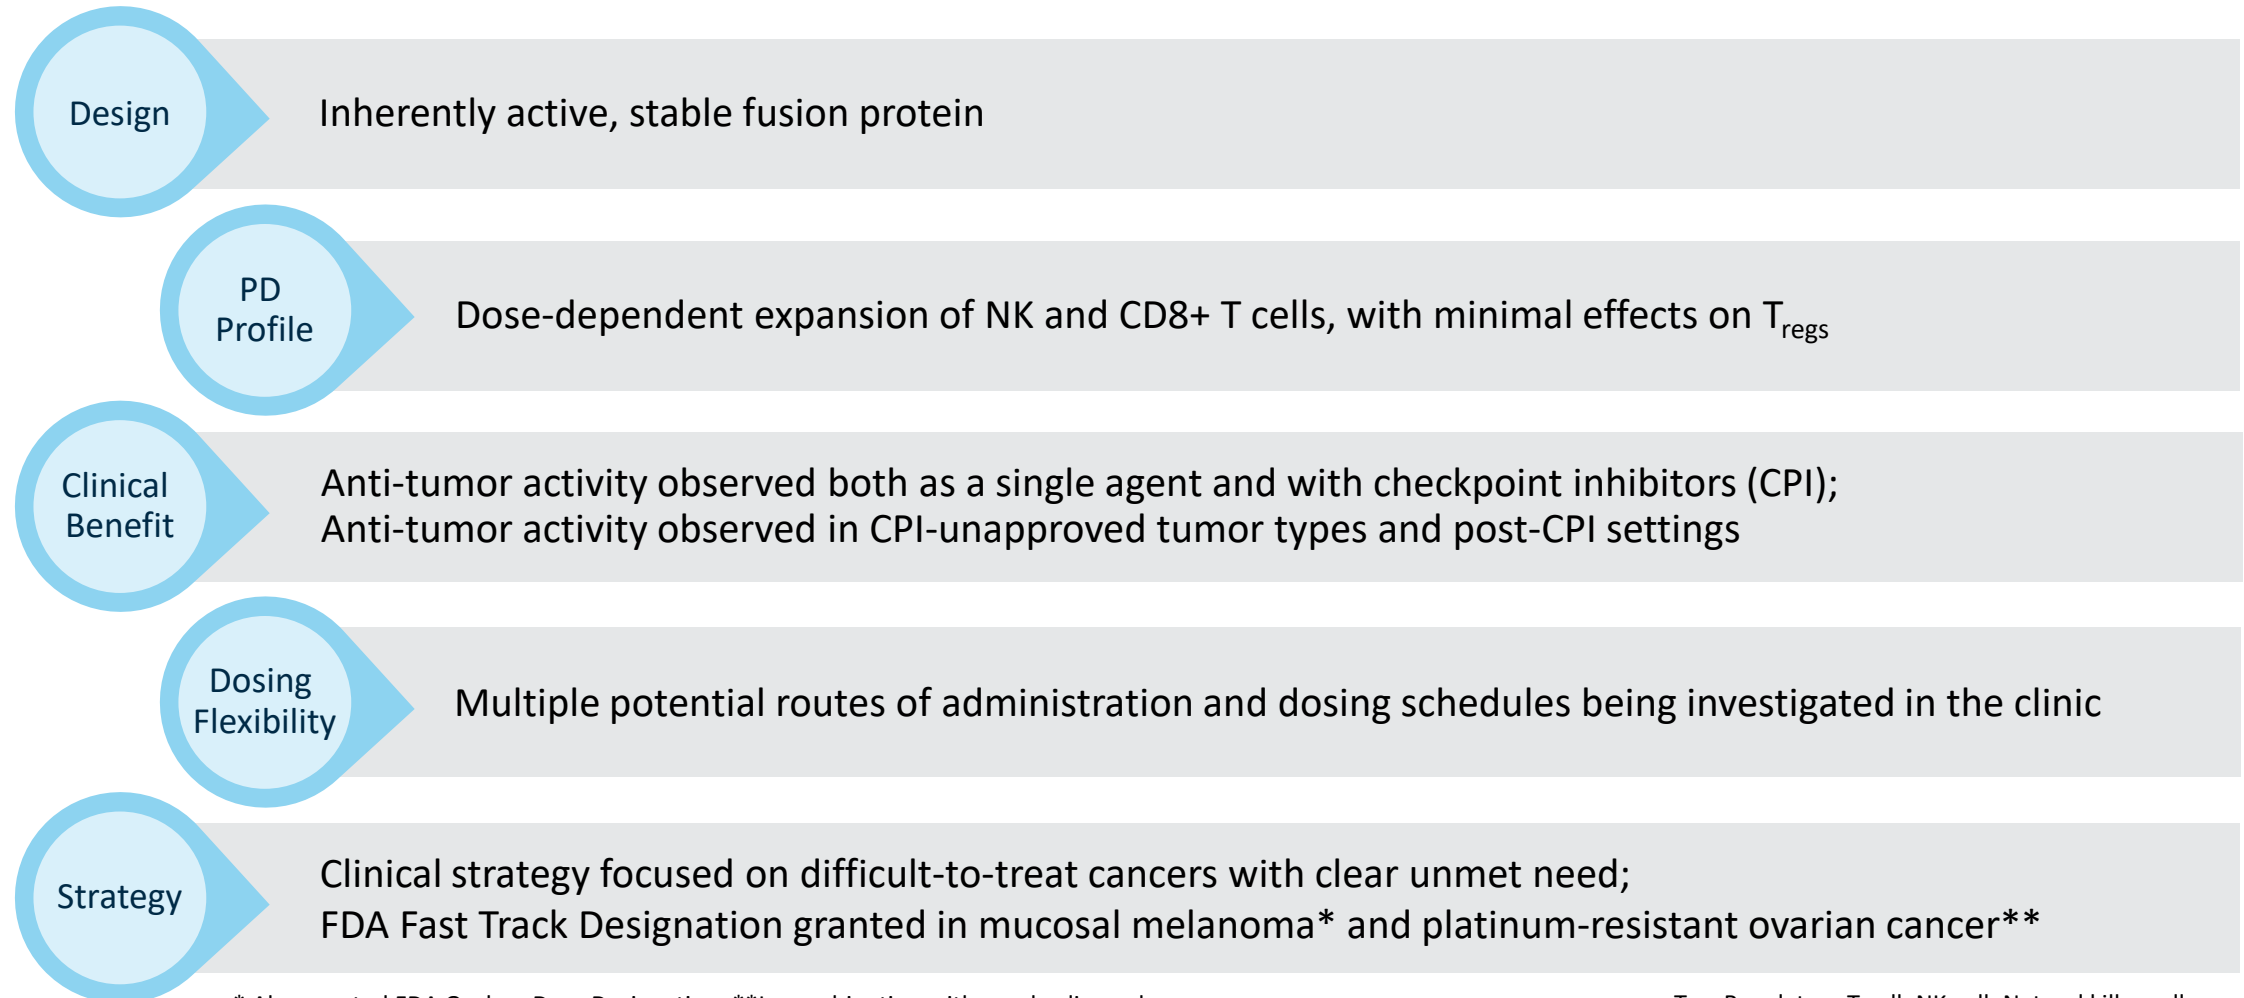 Design
Inherently active, stable fusion protein
PD
Profile
Dose-dependent expansion of NK and CD8+ T cells, with minimal effects on Tregs
Clinical
Benefit
Anti-tumor activity observed both as a single agent and with checkpoint inhibitors (CPI);
Anti-tumor activity observed in CPI-unapproved tumor types and post-CPI settings
Dosing
Flexibility
Multiple potential routes of administration and dosing schedules being investigated in the clinic
Strategy
Clinical strategy focused on difficult-to-treat cancers with clear unmet need;
FDA Fast Track Designation granted in mucosal melanoma* and platinum-resistant ovarian cancer**